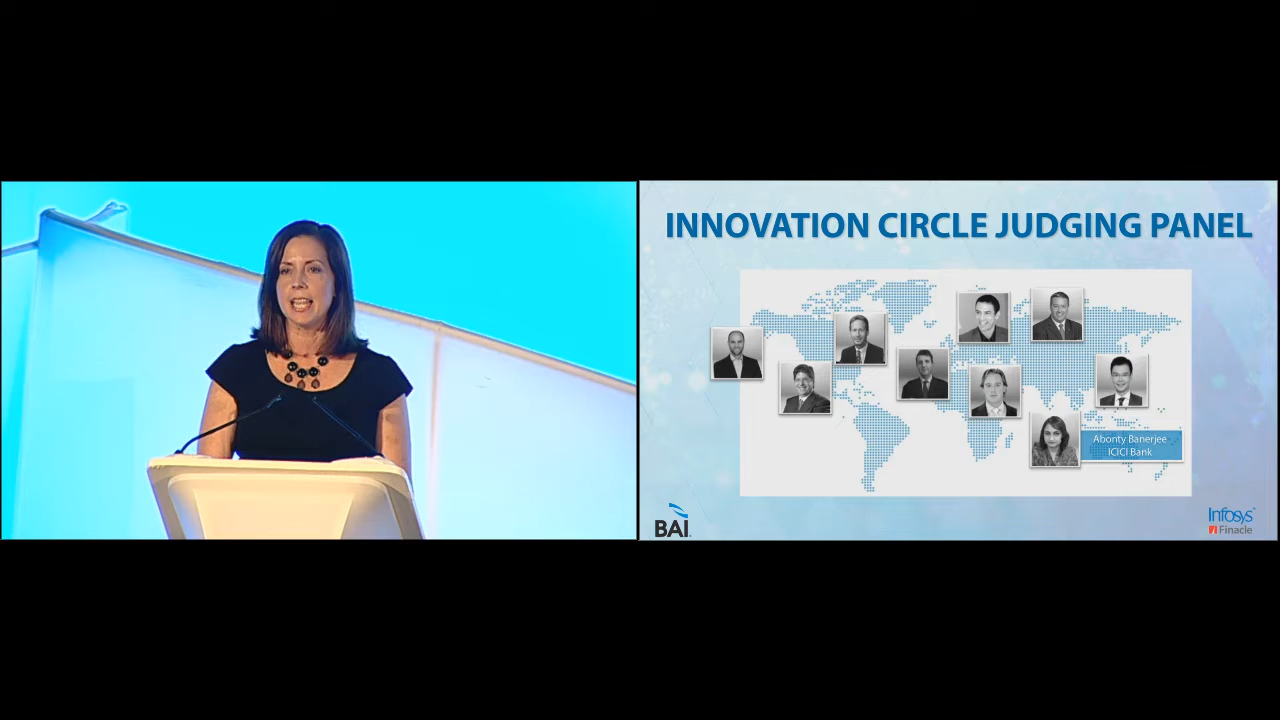 INNOVATION CIRCLE JUDGING PANEL
Abonty Banerjee
ICICI Bank
BAI
Infosys
Finacle